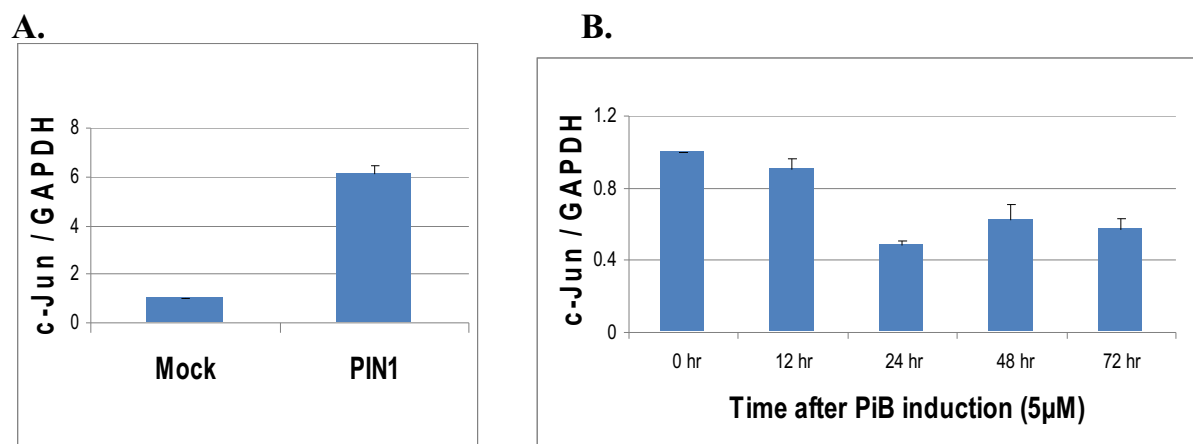 A.
c-Jun / GAPDH
8
6
4
2
0
Mock PIN1
B.
c-Jun / GAPDH
1.2
0.8
0.4
0
0 hr 12 hr 24 hr 48 hr 72 hr
Time after PiB induction (5µM)